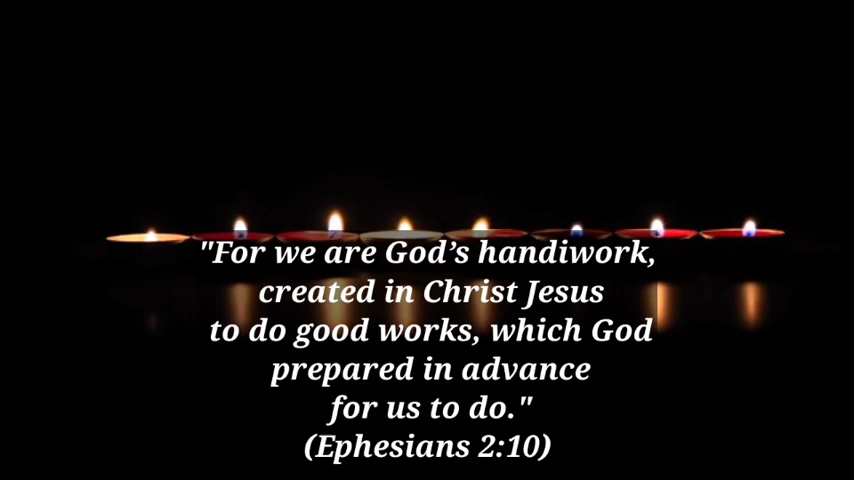 "For we are God’s handiwork,
created in Christ Jesus
to do good works, which God
prepared in advance
for us to do."
(Ephesians 2:10)